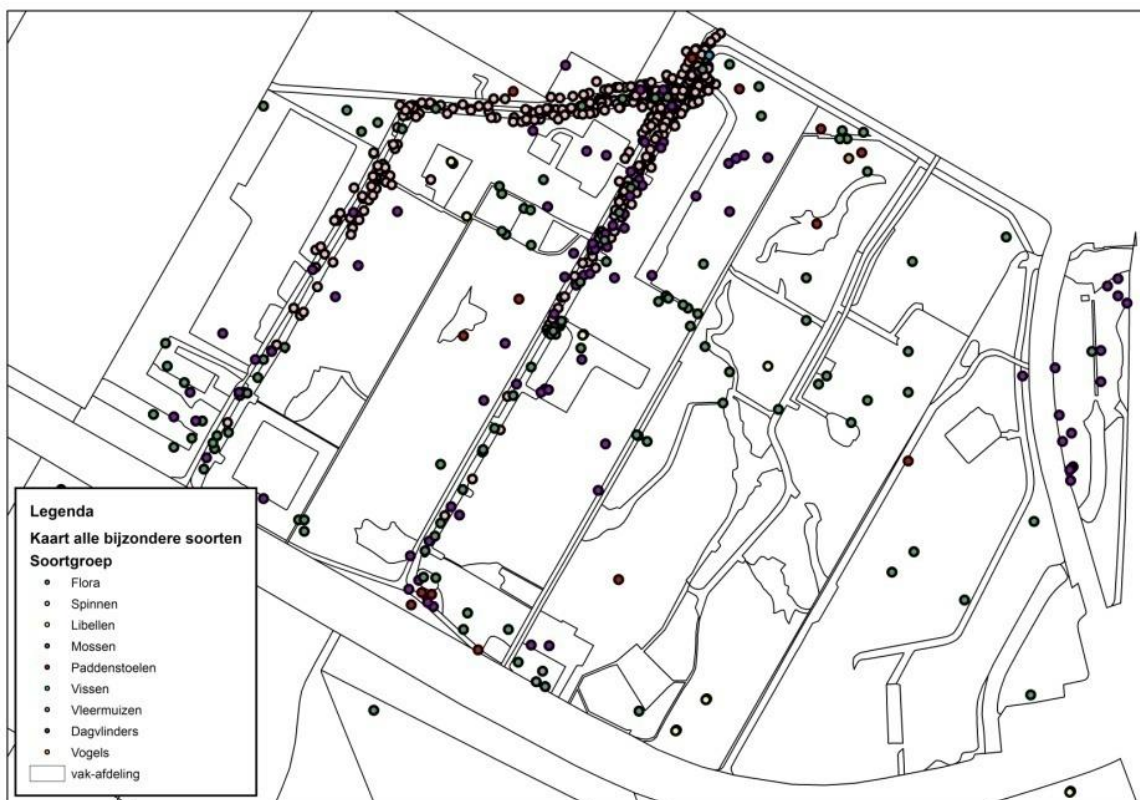 Legenda
Kaart alle bijzondere soorten
Soortgroep
Flora
Spinnen
Libellen
Mossen
Paddenstoelen
Vissen
Vleermuizen
Dagvlinders
Vogels
vak-afdeling